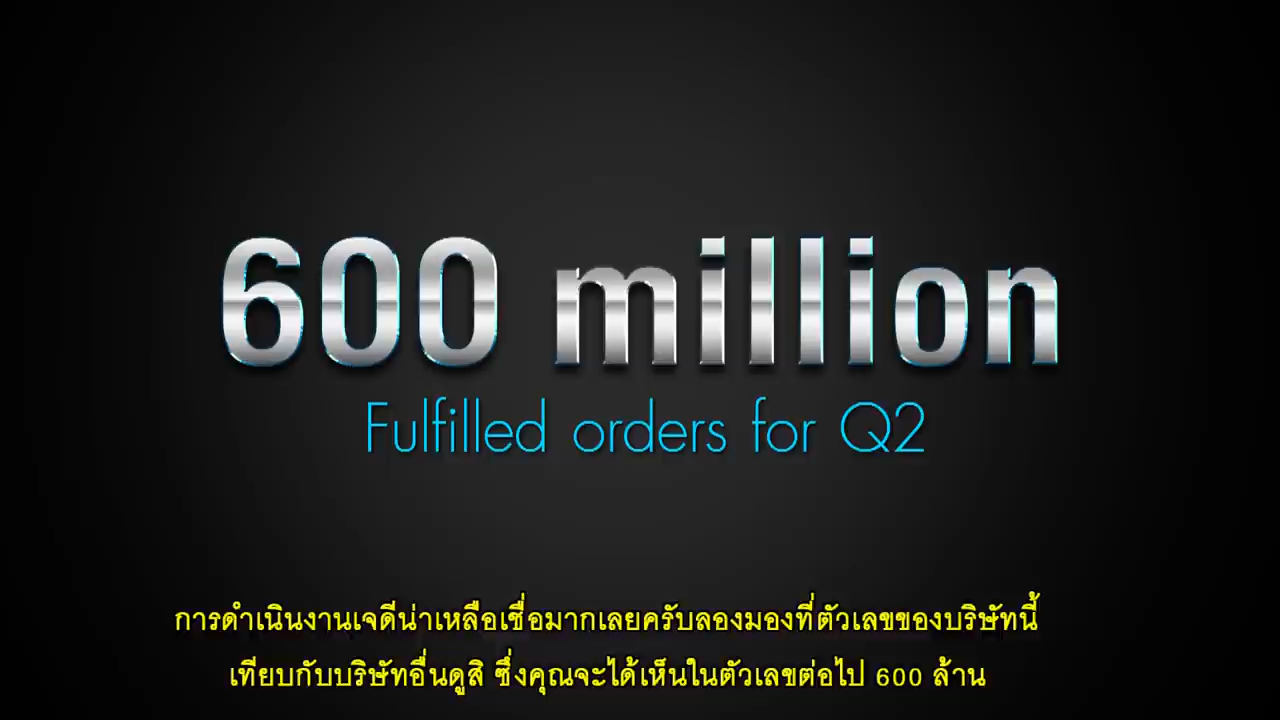 600 million
Fulfilled orders for Q2
การดำเนินงานเจดีน่าเหลือเชื่อมากเลยครับลองมองที่ตัวเลขของบริษัทนี้
เทียบกับบริษัทอื่นดูสิ ซึ่งคุณจะได้เห็นในตัวเลขต่อไป 600 ล้าน